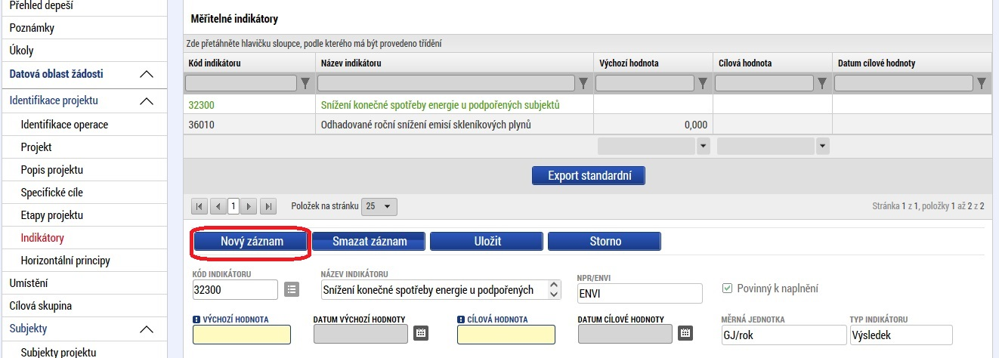 Přehled depeší
Poznámky
Úkoly
Datová oblast žádosti
Identifikace projektu
Identifikace operace
Projekt
Popis projektu
Specifické cíle
Etapy projektu
Indikátory
Horizontální principy
Umístění
Cílová skupina
Subjekty
Subjekty projektu
Měřitelné indikátory
Zde přetáhněte hlavičku sloupce, podle kterého má být provedeno třídění
Kód indikátoru Název indikátoru Výchozí hodnota Cílová hodnota Datum cílové hodnoty
32300 Snížení konečné spotřeby energie u podpořených subjektů
36010 Odhadované roční snížení emisí skleníkových plynů 0,000
Export standardní
1 Položek na stránku 25 Stránka 1 z 1, položky 1 až 2 z 2
Nový záznam Smazat záznam Uložit Storno
KÓD INDIKÁTORU NÁZEV INDIKÁTORU NPR/ENVI
32300 Snížení konečné spotřeby energie u podpořených ENVI Povinný k naplnění
VÝCHOZÍ HODNOTA DATUM VÝCHOZÍ HODNOTY CÍLOVÁ HODNOTA DATUM CÍLOVÉ HODNOTY MĚRNÁ JEDNOTKA TYP INDIKÁTORU
GJ/rok Výsledek